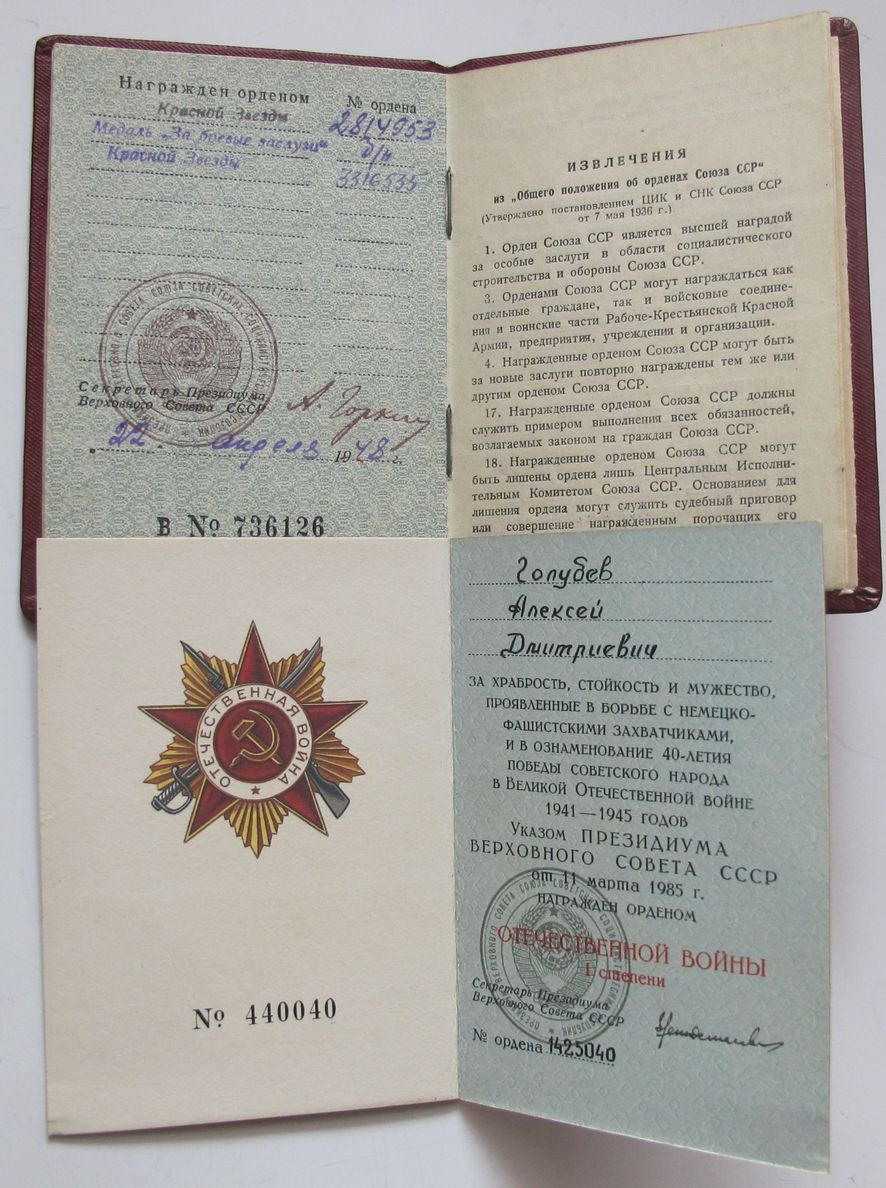 Награжден орденом № ордена
Красной Звезды 2814953
Медаль „За боевые заслуги“ б/н
Красной Звезды 3316535
Секретарь Президиума
Верховного Совета СССР
А. Горкин
22 апреля 1948 г.
В № 736126
ИЗВЛЕЧЕНИЯ
из „Общего положения об орденах Союза ССР“
(Утверждено постановлением ЦИК и СНК Союза ССР
от 7 мая 1936 г.).
1. Орден Союза ССР является высшей наградой
за особые заслуги в области социалистического
строительства и обороны Союза ССР.
3. Орденами Союза ССР могут награждаться как
отдельные граждане, так и войсковые соедине-
ния и воинские части Рабоче-Крестьянской Красной
Армии, предприятия, учреждения и организации.
4. Награжденные орденом Союза ССР могут быть
за новые заслуги повторно награждены тем же или
другим орденом Союза ССР.
17. Награжденные орденом Союза ССР должны
служить примером выполнения всех обязанностей,
возлагаемых законом на граждан Союза ССР.
18. Награжденные орденом Союза ССР могут
быть лишены ордена лишь Центральным Исполни-
тельным Комитетом Союза ССР. Основанием для
лишения ордена могут служить судебный приговор
или совершение награжденным порочащих его
ОТЕЧЕСТВЕННАЯ ВОЙНА
№ 440040
Голубев
Алексей
Дмитриевич
ЗА ХРАБРОСТЬ, СТОЙКОСТЬ И МУЖЕСТВО,
ПРОЯВЛЕННЫЕ В БОРЬБЕ С НЕМЕЦКО-
ФАШИСТСКИМИ ЗАХВАТЧИКАМИ,
И В ОЗНАМЕНОВАНИЕ 40-ЛЕТИЯ
ПОБЕДЫ СОВЕТСКОГО НАРОДА
В ВЕЛИКОЙ ОТЕЧЕСТВЕННОЙ ВОЙНЕ
1941—1945 ГОДОВ
УКАЗОМ ПРЕЗИДИУМА
ВЕРХОВНОГО СОВЕТА СССР
от 11 марта 1985 г.
НАГРАЖДЕН ОРДЕНОМ
ОТЕЧЕСТВЕННОЙ ВОЙНЫ
I степени
Секретарь Президиума
Верховного Совета СССР
№ ордена 1425040